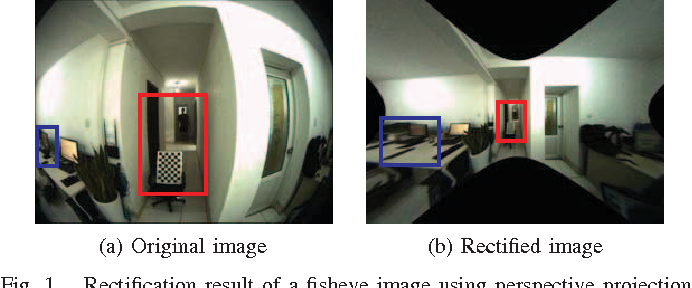 (a) Original image
(b) Rectified image
Fig. 1. Rectification result of a fisheye image using perspective projection